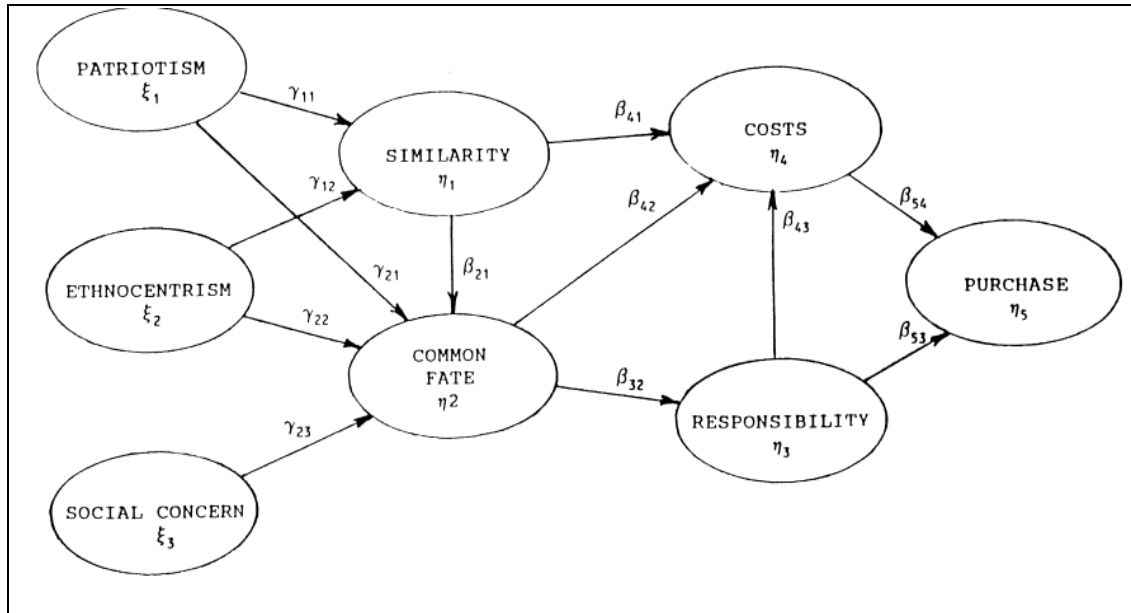 PATRIOTISM
ξ₁
γ₁₁
SIMILARITY
η₁
β₄₁
COSTS
η₄
γ₁₂
β₄₂
β₅₄
β₄₃
ETHNOCENTRISM
ξ₂
γ₂₁
β₂₁
PURCHASE
η₅
γ₂₂
COMMON
FATE
η2
β₃₂
β₅₃
RESPONSIBILITY
η₃
γ₂₃
SOCIAL CONCERN
ξ₃